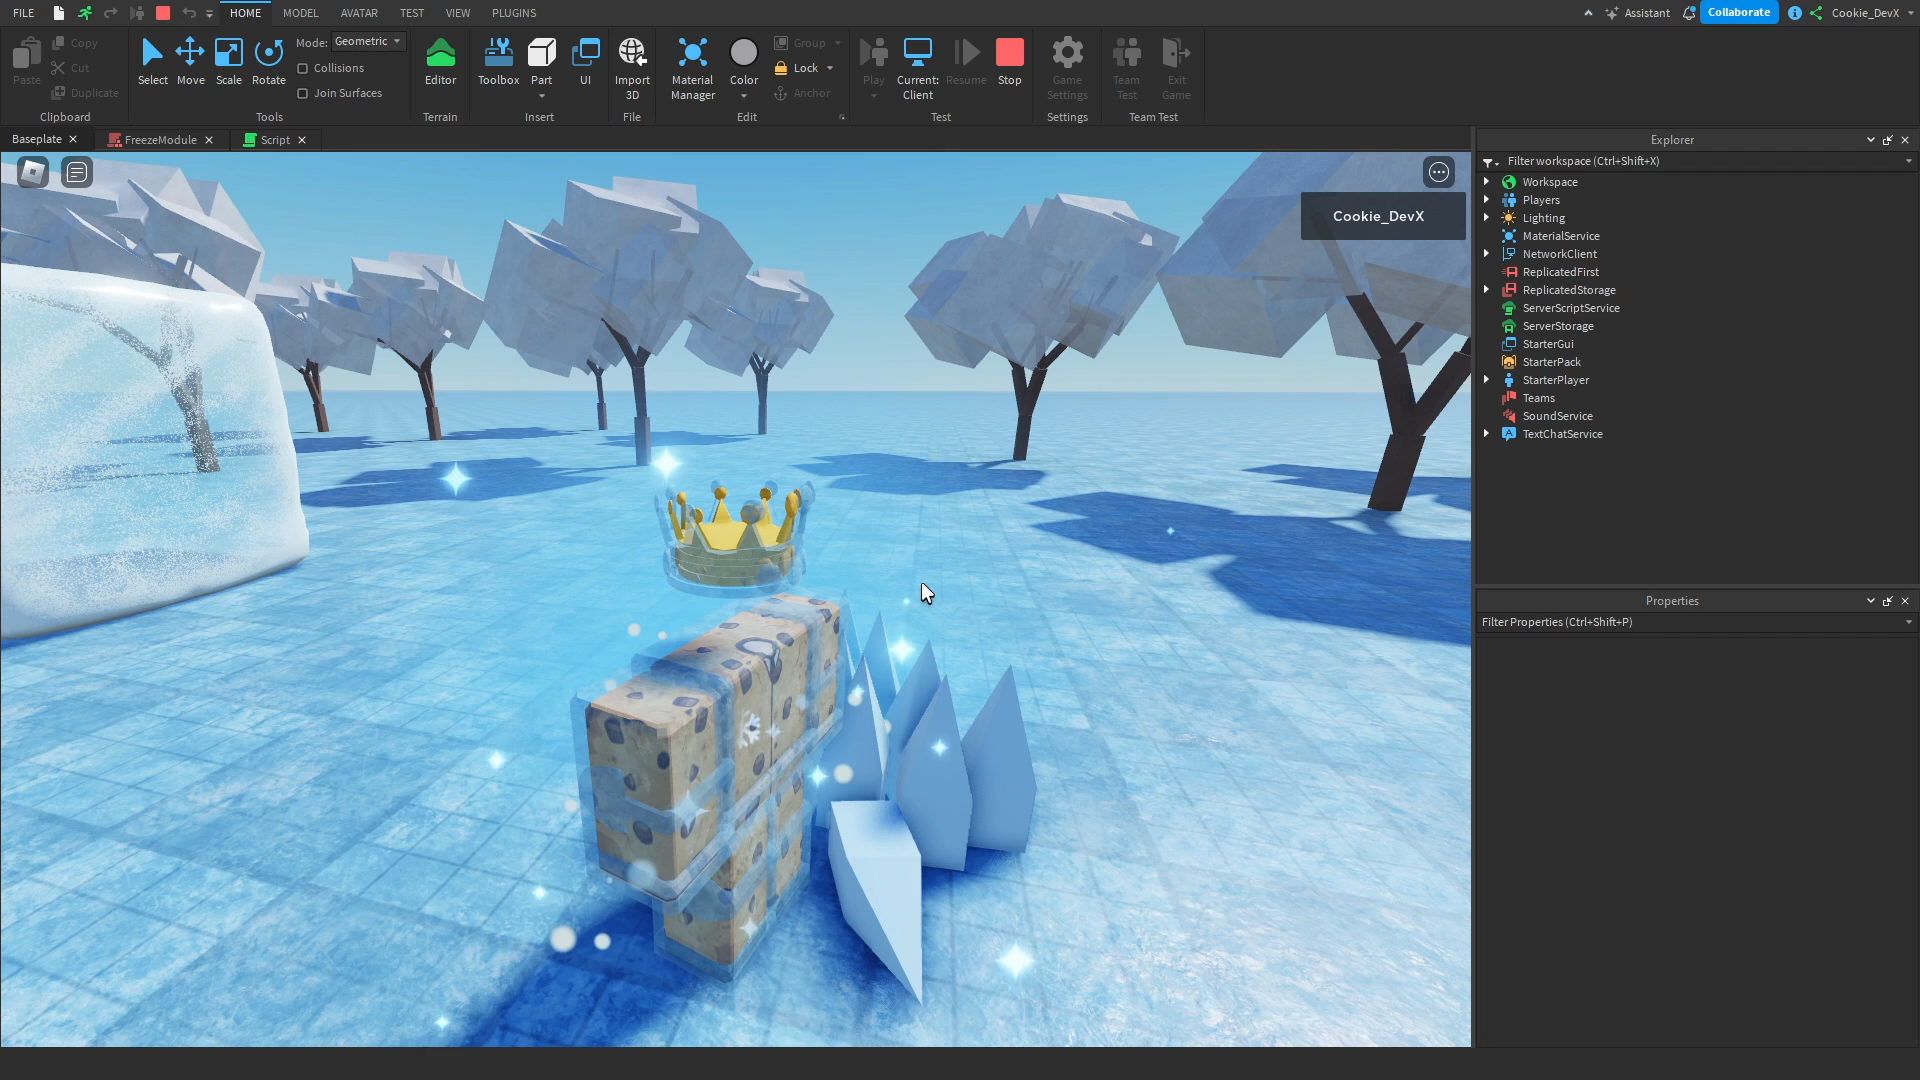 FILE HOME MODEL AVATAR TEST VIEW PLUGINS Assistant Collaborate Cookie_DevX
Paste
Copy
Cut
Duplicate
Clipboard
Select Move Scale Rotate
Mode: Geometric
Collisions
Join Surfaces
Tools
Editor
Terrain
Toolbox Part UI
Insert
Import
3D
File
Material
Manager
Color
Group
Lock
Anchor
Edit
Play
Current:
Client
Resume Stop
Test
Game
Settings
Settings
Team
Test
Exit
Game
Team Test
Baseplate FreezeModule Script
Cookie_DevX
Explorer
Filter workspace (Ctrl+Shift+X)
Workspace
Players
Lighting
MaterialService
NetworkClient
ReplicatedFirst
ReplicatedStorage
ServerScriptService
ServerStorage
StarterGui
StarterPack
StarterPlayer
Teams
SoundService
TextChatService
Properties
Filter Properties (Ctrl+Shift+P)